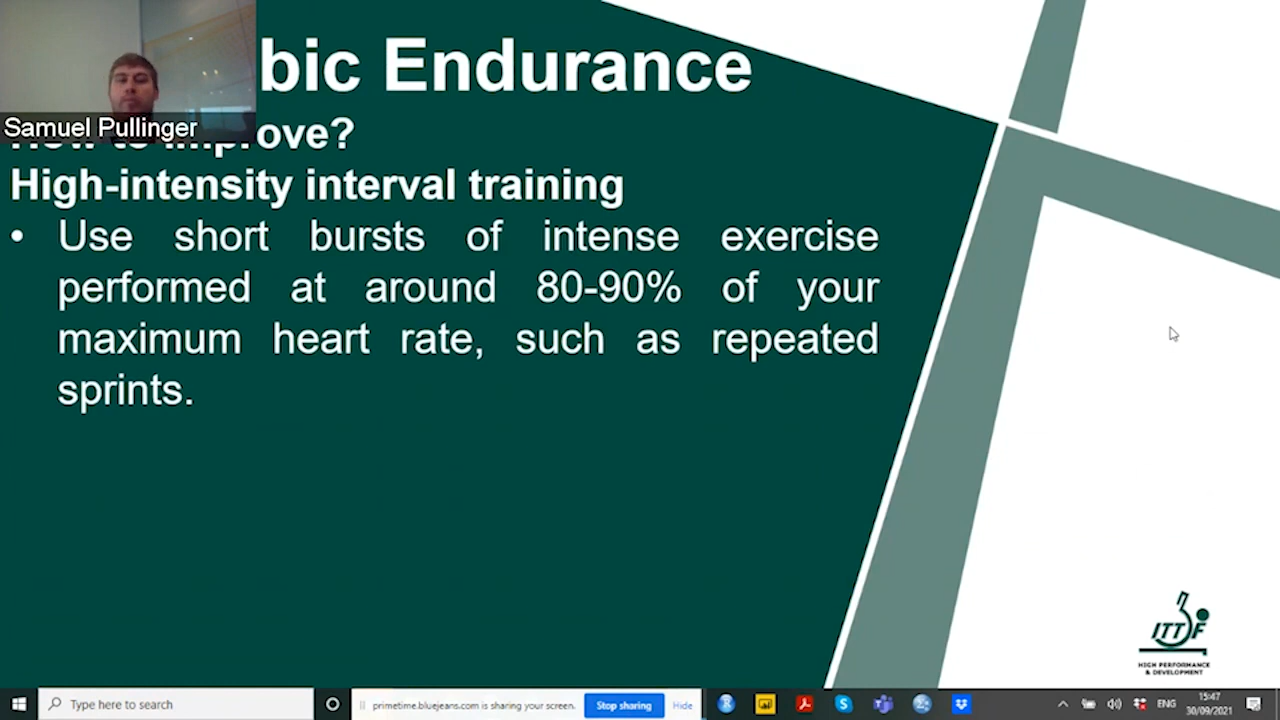 bic Endurance
Samuel Pullinger
ove?
High-intensity interval training
• Use short bursts of intense exercise
performed at around 80-90% of your
maximum heart rate, such as repeated
sprints.
ITTF
HIGH PERFORMANCE
& DEVELOPMENT
Type here to search
primetime.bluejeans.com is sharing your screen.
Stop sharing
Hide
ENG
15:47
30/09/2021